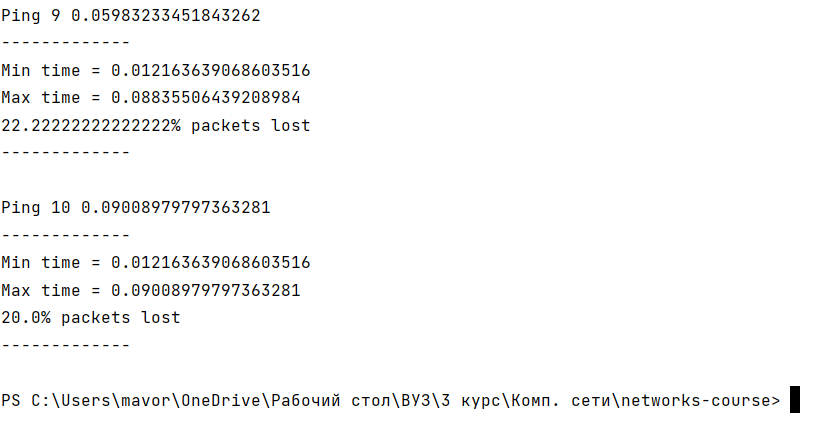 Ping 9 0.05983233451843262
-------------
Min time = 0.012163639068603516
Max time = 0.08835506439208984
22.22222222222222% packets lost
-------------
Ping 10 0.09008979797363281
-------------
Min time = 0.012163639068603516
Max time = 0.09008979797363281
20.0% packets lost
-------------
PS C:\Users\mavor\OneDrive\Рабочий стол\ВУЗ\3 курс\Комп. сети\networks-course>